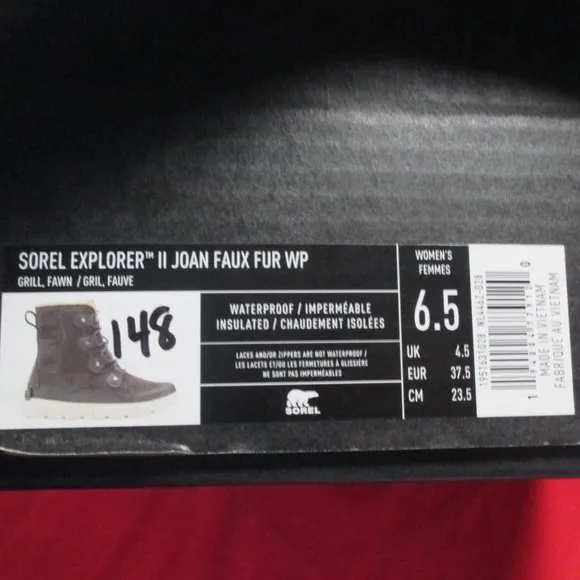 SOREL EXPLORER™ II JOAN FAUX FUR WP
GRILL, FAWN / GRIL, FAUVE
148
WATERPROOF / IMPERMÉABLE
INSULATED / CHAUDEMENT ISOLÉES
LACES AND/OR ZIPPERS ARE NOT WATERPROOF /
LES LACETS ET/OU LES FERMETURES À GLISSIÈRE
NE SONT PAS IMPERMÉABLES
SOREL
WOMEN'S
FEMMES
6.5
UK 4.5
EUR 37.5
CM 23.5
MADE IN VIETNAM
FABRIQUÉ AU VIETNAM